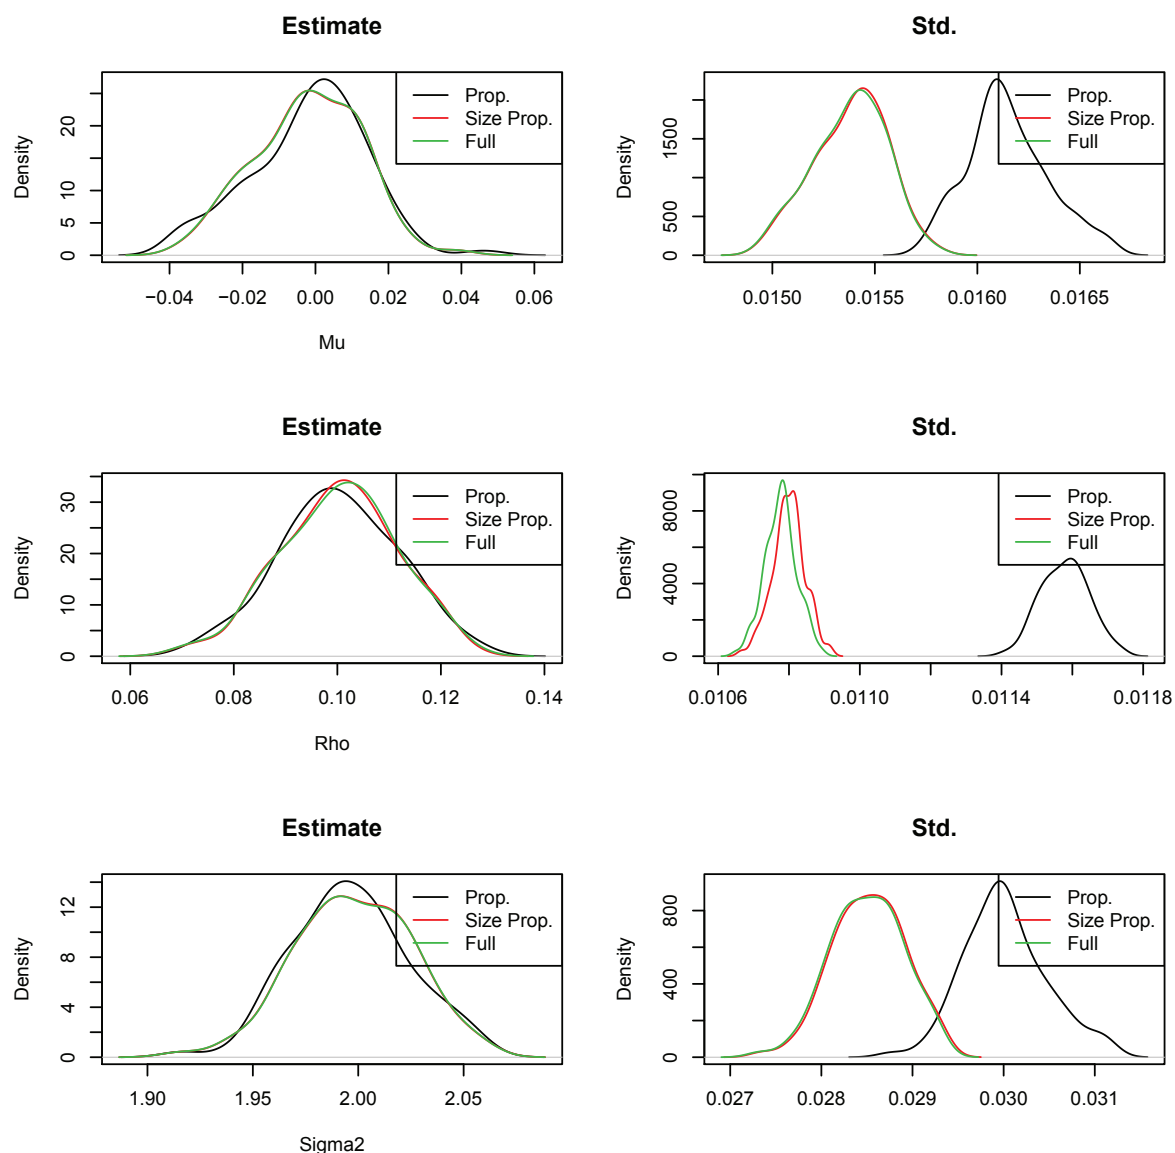 Estimate
Density
0 5 10 20
Prop.
Size Prop.
Full
−0.04 −0.02 0.00 0.02 0.04 0.06
Mu
Std.
Density
0 500 1500
Prop.
Size Prop.
Full
0.0150 0.0155 0.0160 0.0165
Estimate
Density
0 10 20 30
Prop.
Size Prop.
Full
0.06 0.08 0.10 0.12 0.14
Rho
Std.
Density
0 4000 8000
Prop.
Size Prop.
Full
0.0106 0.0110 0.0114 0.0118
Estimate
Density
0 4 8 12
Prop.
Size Prop.
Full
1.90 1.95 2.00 2.05
Sigma2
Std.
Density
0 400 800
Prop.
Size Prop.
Full
0.027 0.028 0.029 0.030 0.031